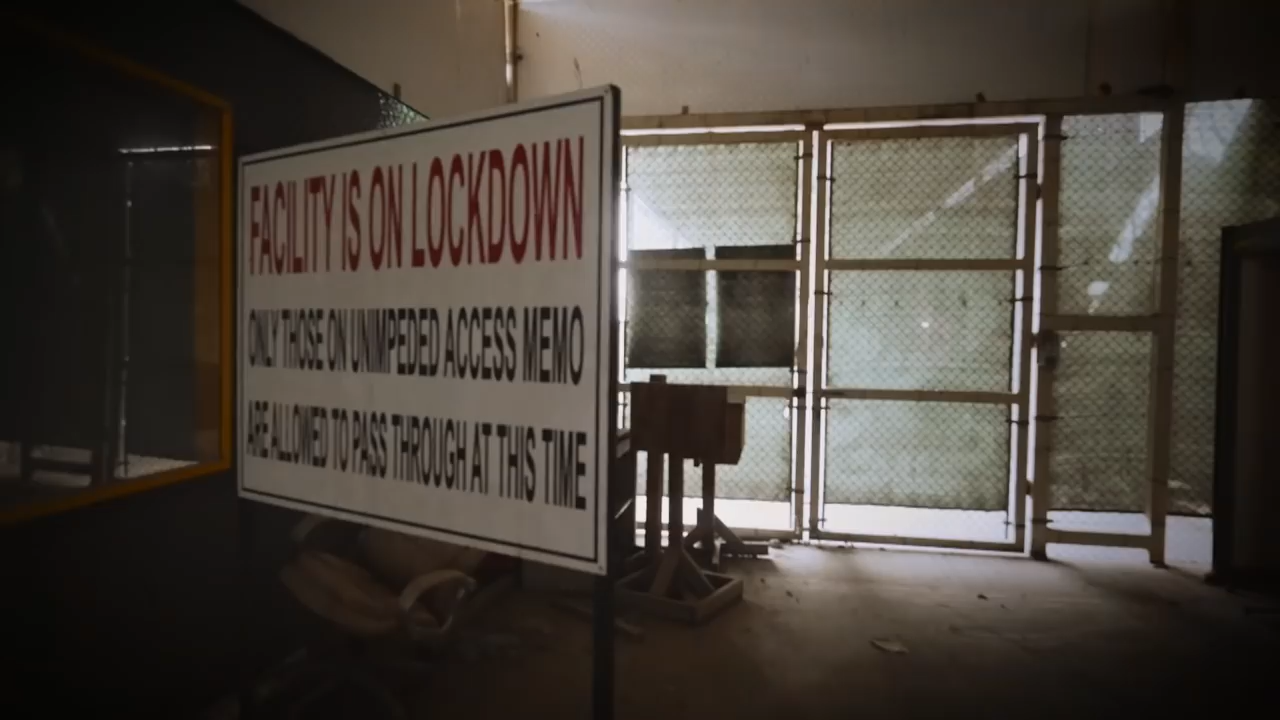 FACILITY IS ON LOCKDOWN
ONLY THOSE ON UNIMPEDED ACCESS MEMO
ARE ALLOWED TO PASS THROUGH AT THIS TIME